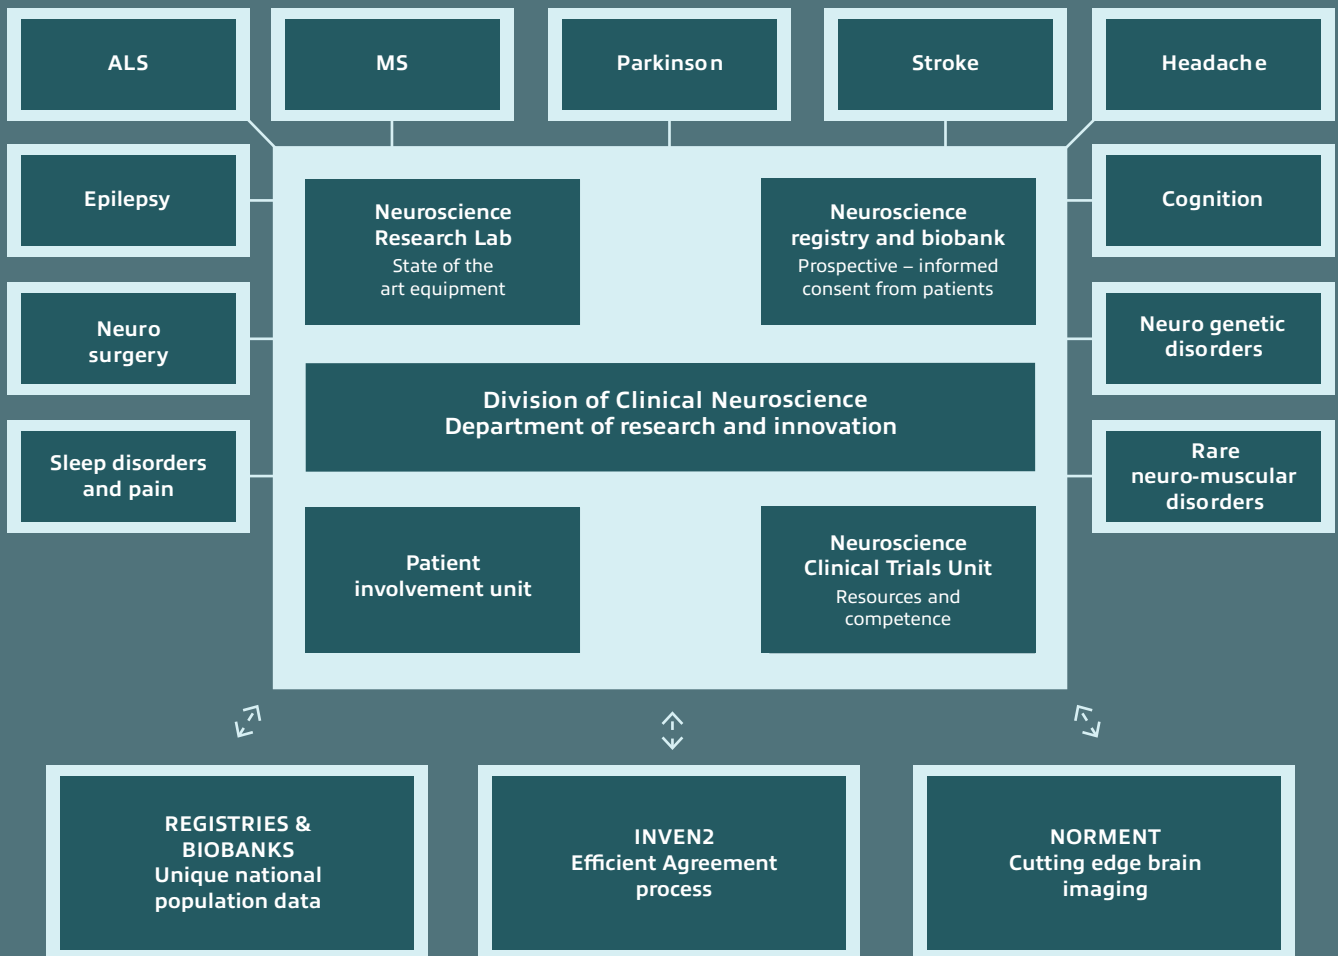 ALS
MS
Parkinson
Stroke
Headache
Epilepsy
Cognition
Neuroscience
Research Lab
State of the
art equipment
Neuroscience
registry and biobank
Prospective – informed
consent from patients
Neuro
surgery
Neuro genetic
disorders
Division of Clinical Neuroscience
Department of research and innovation
Sleep disorders
and pain
Rare
neuro-muscular
disorders
Patient
involvement unit
Neuroscience
Clinical Trials Unit
Resources and
competence
REGISTRIES &
BIOBANKS
Unique national
population data
INVEN2
Efficient Agreement
process
NORMENT
Cutting edge brain
imaging